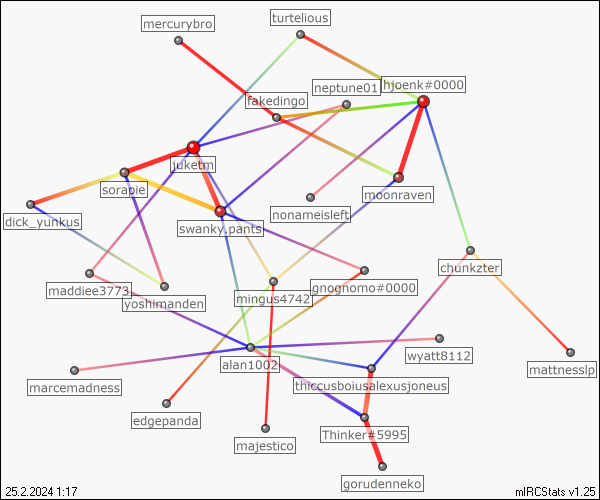 turtelious
mercurybro
neptune01
hjoenk#0000
fakedingo
juketm
moonraven
sorapie
nonameisleft
dick_yunkus
swanky.pants
chunkzter
maddiee3773
yoshimanden
mingus4742
gnognomo#0000
wyatt8112
alan1002
mattnesslp
marcemadness
thiccusboiusalexusjoneus
edgepanda
Thinker#5995
majestico
gorudenneko
25.2.2024 1:17
mIRCStats v1.25